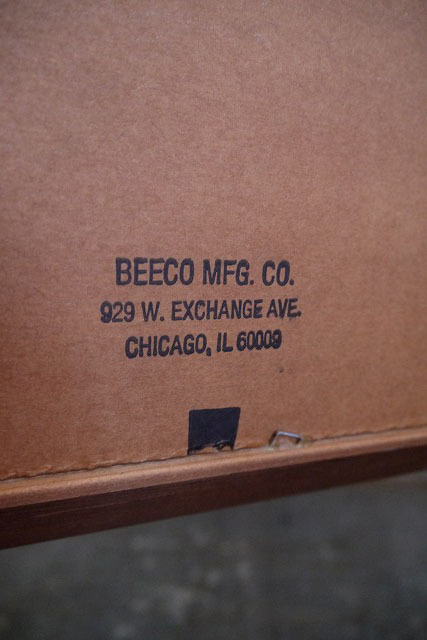 BEECO MFG. CO.
929 W. EXCHANGE AVE.
CHICAGO, IL 60009